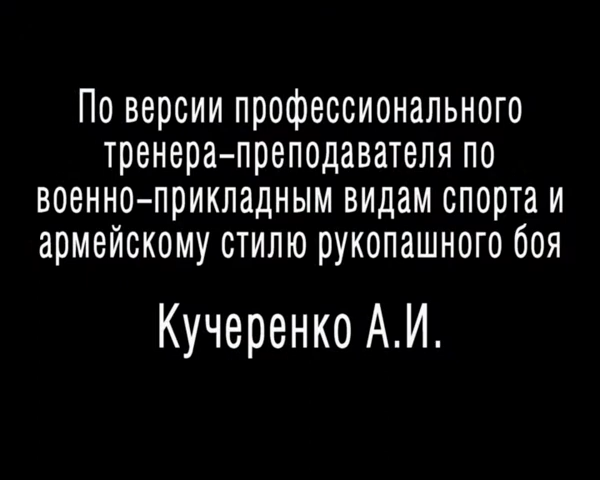 По версии профессионального
тренера-преподавателя по
военно-прикладным видам спорта и
армейскому стилю рукопашного боя
Кучеренко А.И.